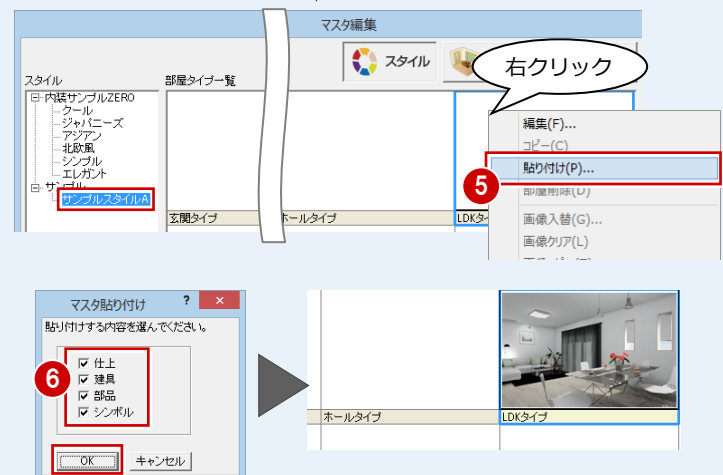 マスタ編集
スタイル
右クリック
スタイル
部屋タイプ一覧
内装サンプルZERO
クール
ジャパニーズ
アジアン
北欧風
シンプル
エレガント
サンプル
サンプルスタイルA
玄関タイプ
ホールタイプ
編集(F)...
コピー(C)
貼り付け(P)...
5
部屋削除(D)
画像入替(G)...
画像クリア(L)
マスタ貼り付け ? ×
貼り付けする内容を選んでください。
6
仕上
建具
部品
シンボル
OK キャンセル
ホールタイプ
LDKタイプ